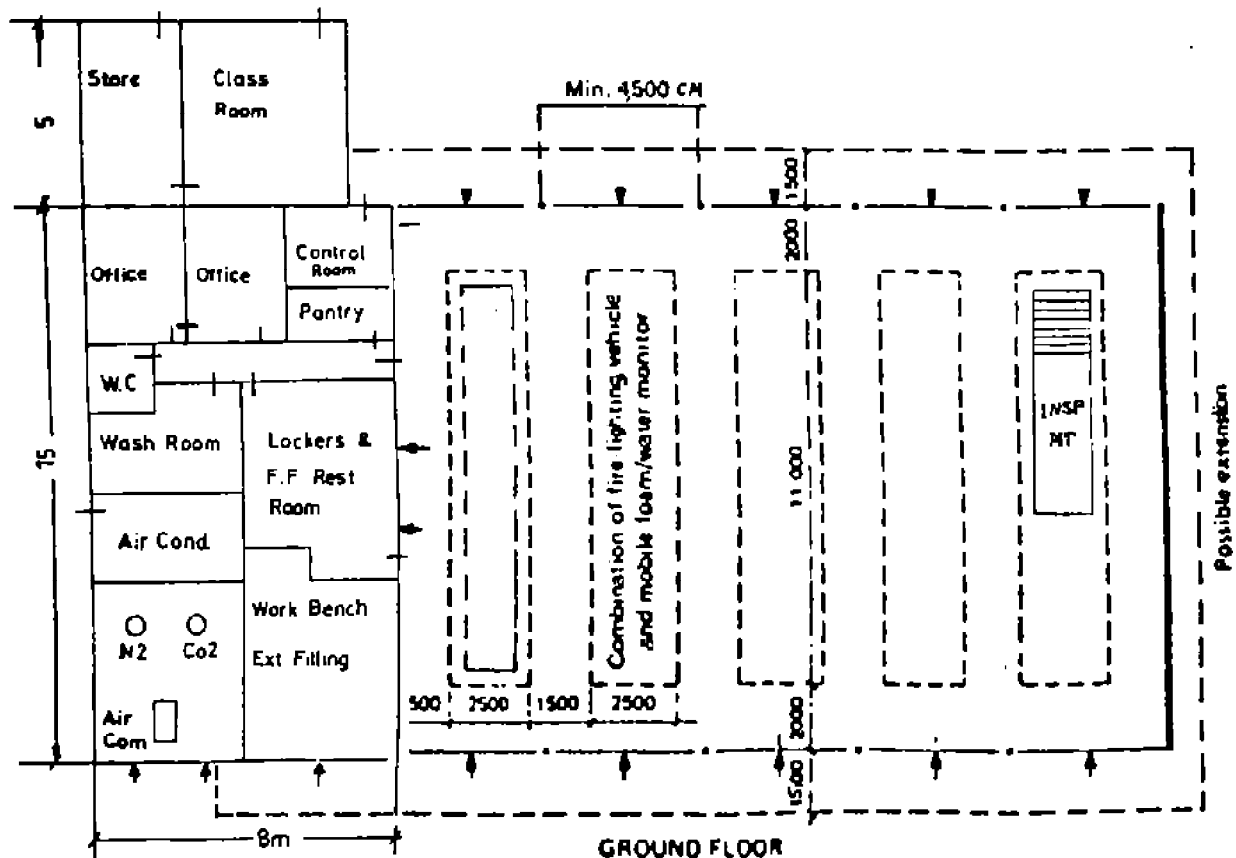 Store
Class
Room
5
Min. 4,500 CM
1500
2000
Office
Office
Control
Room
Pantry
W.C
Wash Room
Lockers &
F.F Rest
Room
15
Air Cond.
Work Bench
Ext Filling
N2
Co2
Air
Com
Combination of fire fighting vehicle
and mobile foam/water monitor
11 000
INSP
MT
Possible extension
500
2500
1500
2500
2000
1500
8m
GROUND FLOOR